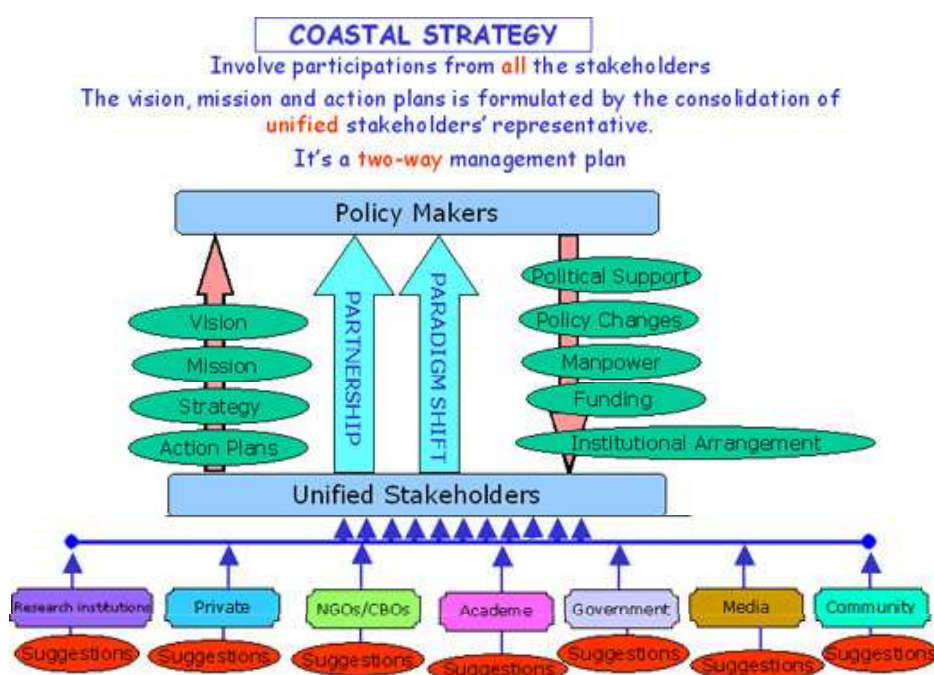 COASTAL STRATEGY
Involve participations from all the stakeholders
The vision, mission and action plans is formulated by the consolidation of
unified stakeholders' representative.
It's a two-way management plan
Policy Makers
Vision
Mission
Strategy
Action Plans
PARTNERSHIP
PARADIGM SHIFT
Political Support
Policy Changes
Manpower
Funding
Institutional Arrangement
Unified Stakeholders
Research institutions
Private
NGOs/CBOs
Academe
Government
Media
Community
Suggestions
Suggestions
Suggestions
Suggestions
Suggestions
Suggestions
Suggestions